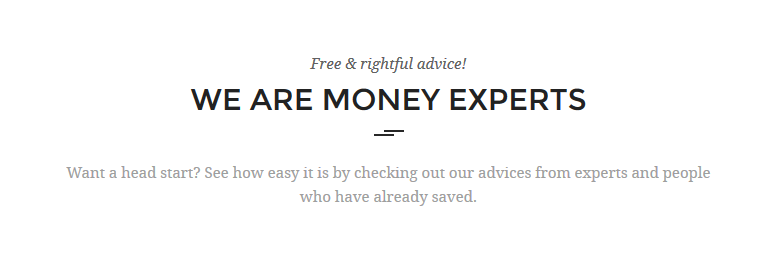 Free & rightful advice!
WE ARE MONEY EXPERTS
Want a head start? See how easy it is by checking out our advices from experts and people
who have already saved.